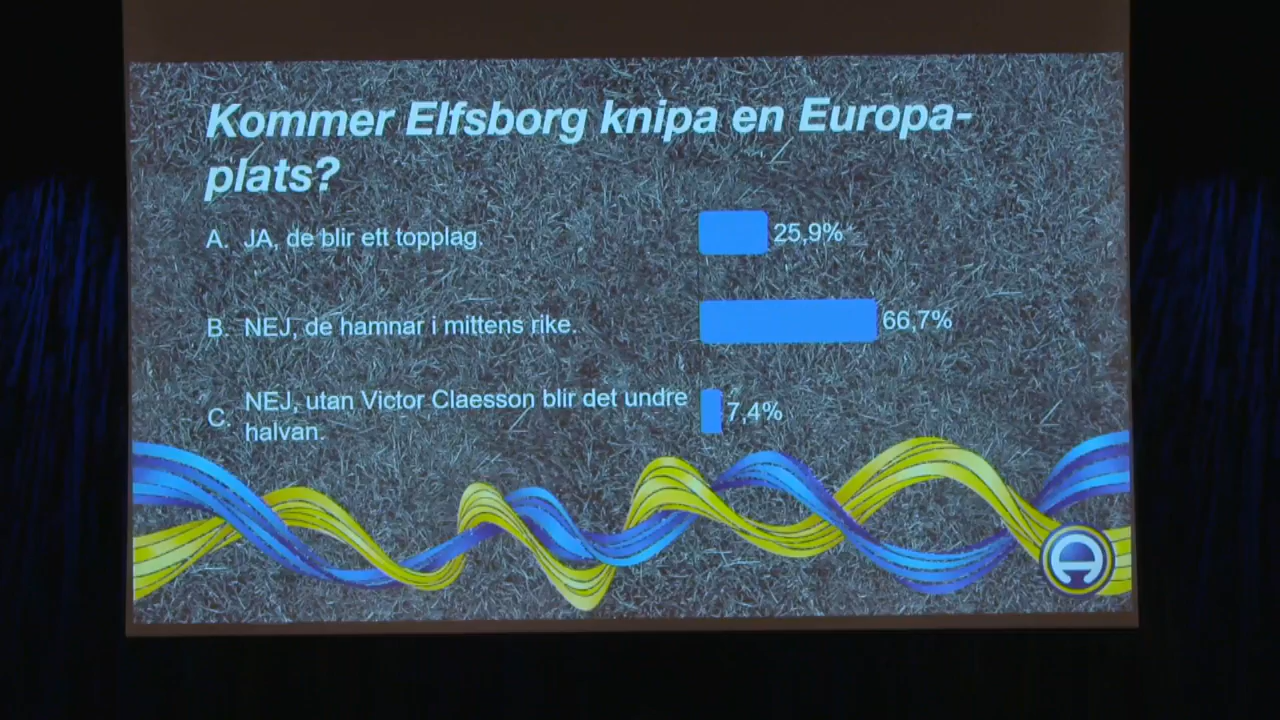 Kommer Elfsborg knipa en Europa-
plats?
A. JA, de blir ett topplag. 25,9%
B. NEJ, de hamnar i mittens rike. 66,7%
C. NEJ, utan Victor Claesson blir det undre
halvan. 7,4%